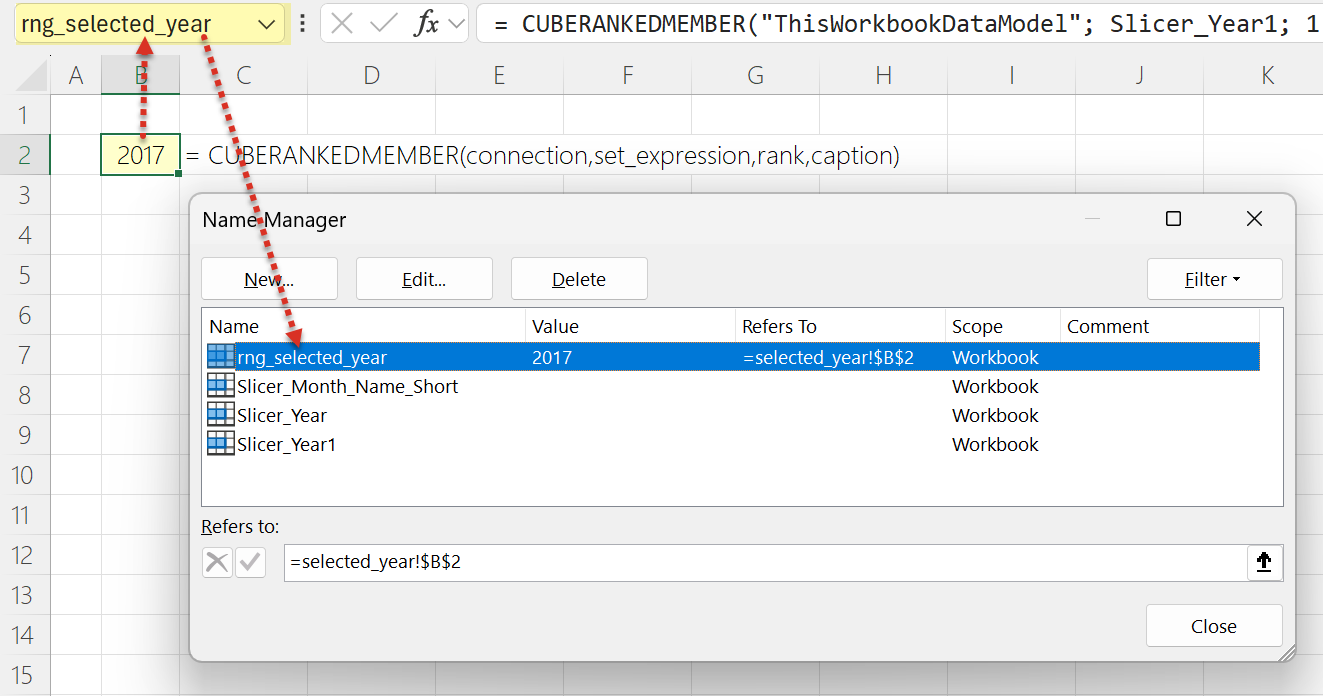 rng_selected_year fx = CUBERANKEDMEMBER("ThisWorkbookDataModel"; Slicer_Year1; 1
A B C D E F G H I J K
1
2 2017 = CUBERANKEDMEMBER(connection,set_expression,rank,caption)
3
Name Manager
4
5 New... Edit... Delete Filter
6 Name Value Refers To Scope Comment
7 rng_selected_year 2017 =selected_year!$B$2 Workbook
8 Slicer_Month_Name_Short Workbook
Slicer_Year Workbook
9 Slicer_Year1 Workbook
10
11
Refers to:
12 =selected_year!$B$2
13
14 Close
15